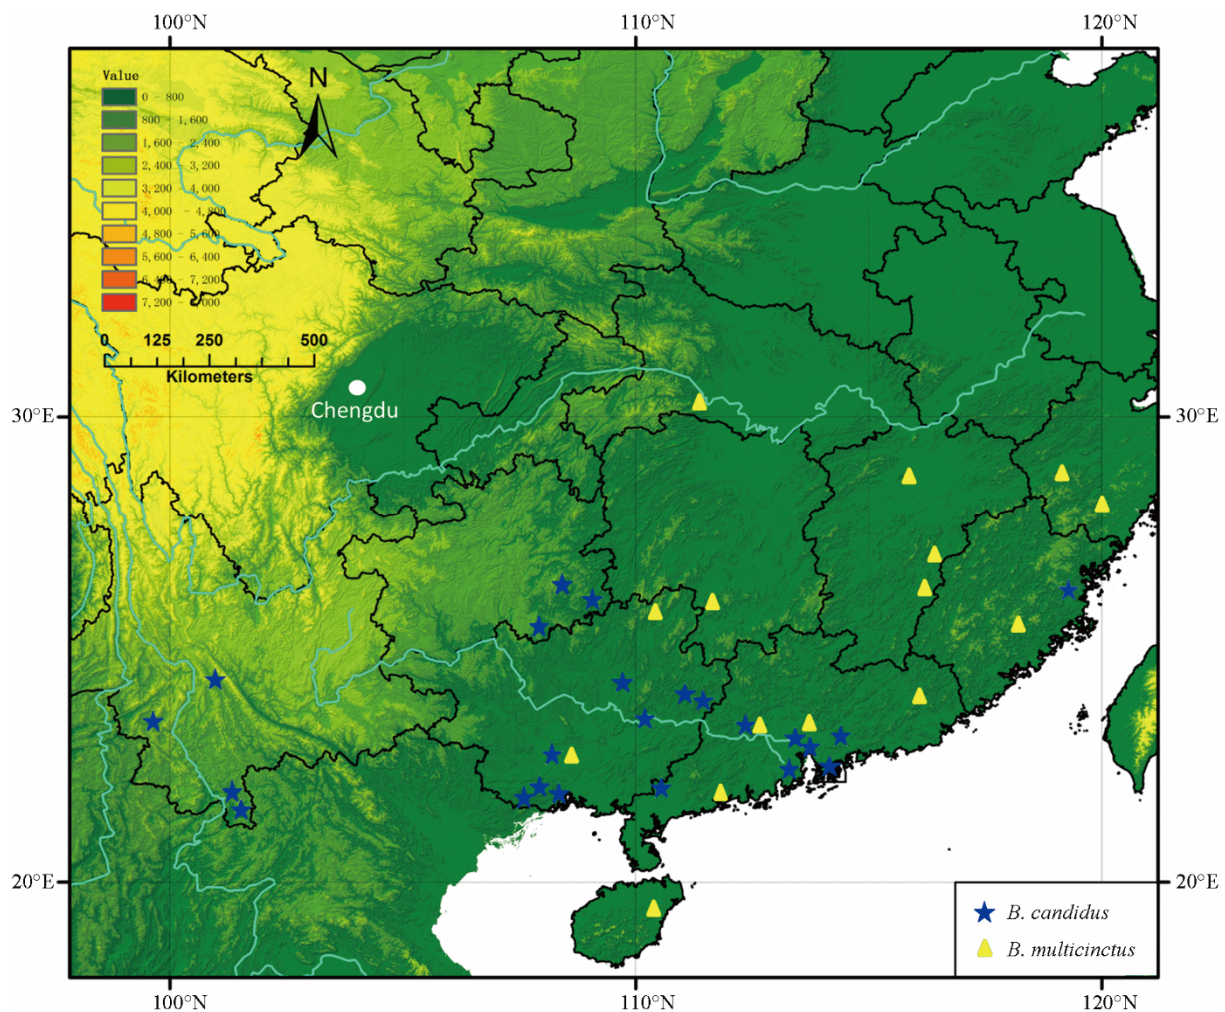 100°N 110°N 120°N
Value
N
0 - 800
800 - 1,600
1,600 - 2,400
2,400 - 3,200
3,200 - 4,000
4,000 - 4,800
4,800 - 5,600
5,600 - 6,400
6,400 - 7,200
7,200 - 8,000
0 125 250 500
Kilometers
Chengdu
30°E 30°E
20°E 20°E
B. candidus
B. multicinctus
100°N 110°N 120°N